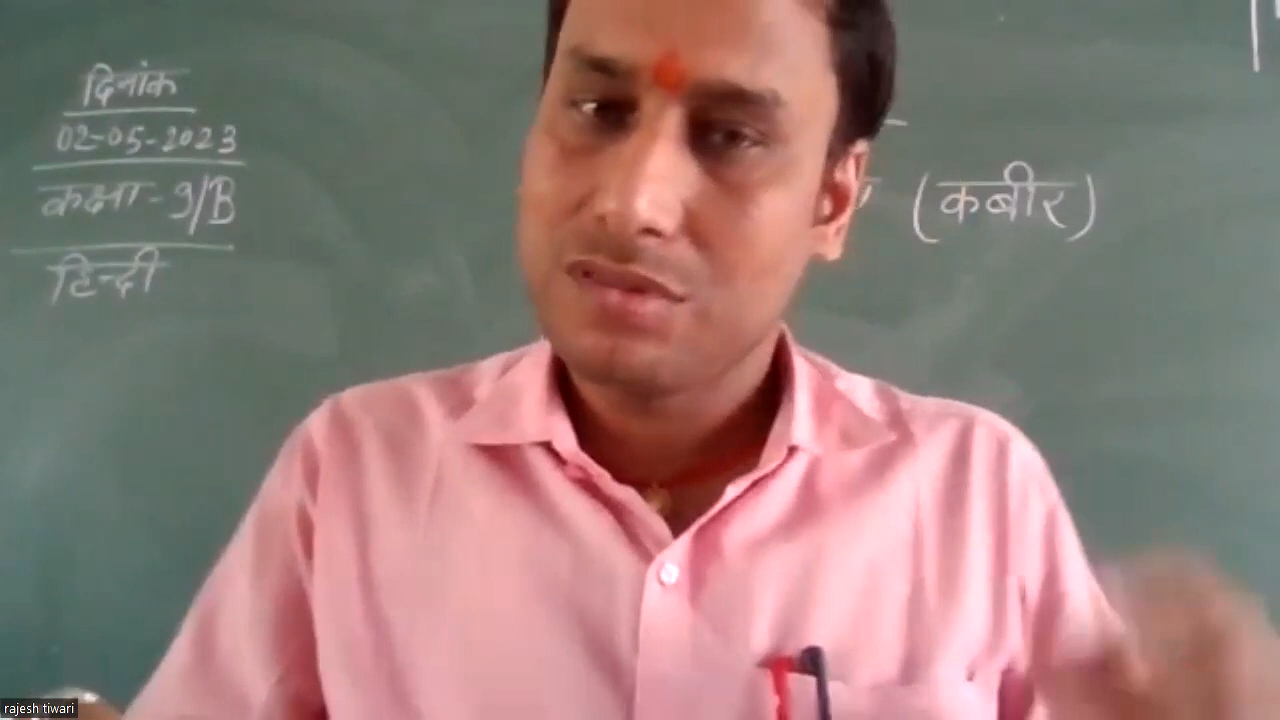 दिनांक
02-05-2023
कक्षा - 9/B
हिन्दी
(कबीर)
rajesh tiwari